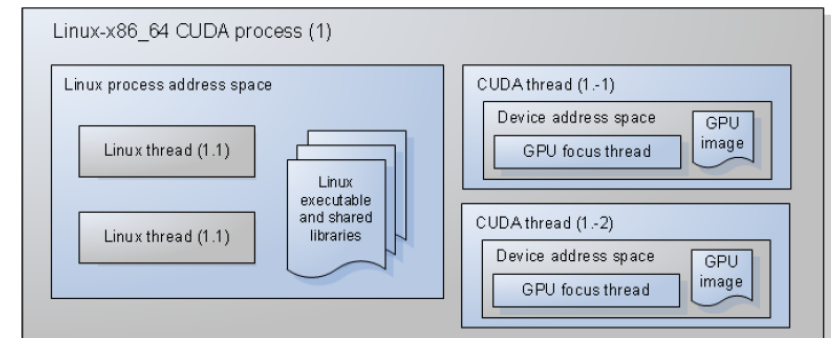 Linux-x86_64 CUDA process (1)
Linux process address space
Linux thread (1.1)
Linux thread (1.1)
Linux
executable
and shared
libraries
CUDA thread (1.-1)
Device address space
GPU focus thread
GPU
image
CUDA thread (1.-2)
Device address space
GPU focus thread
GPU
image